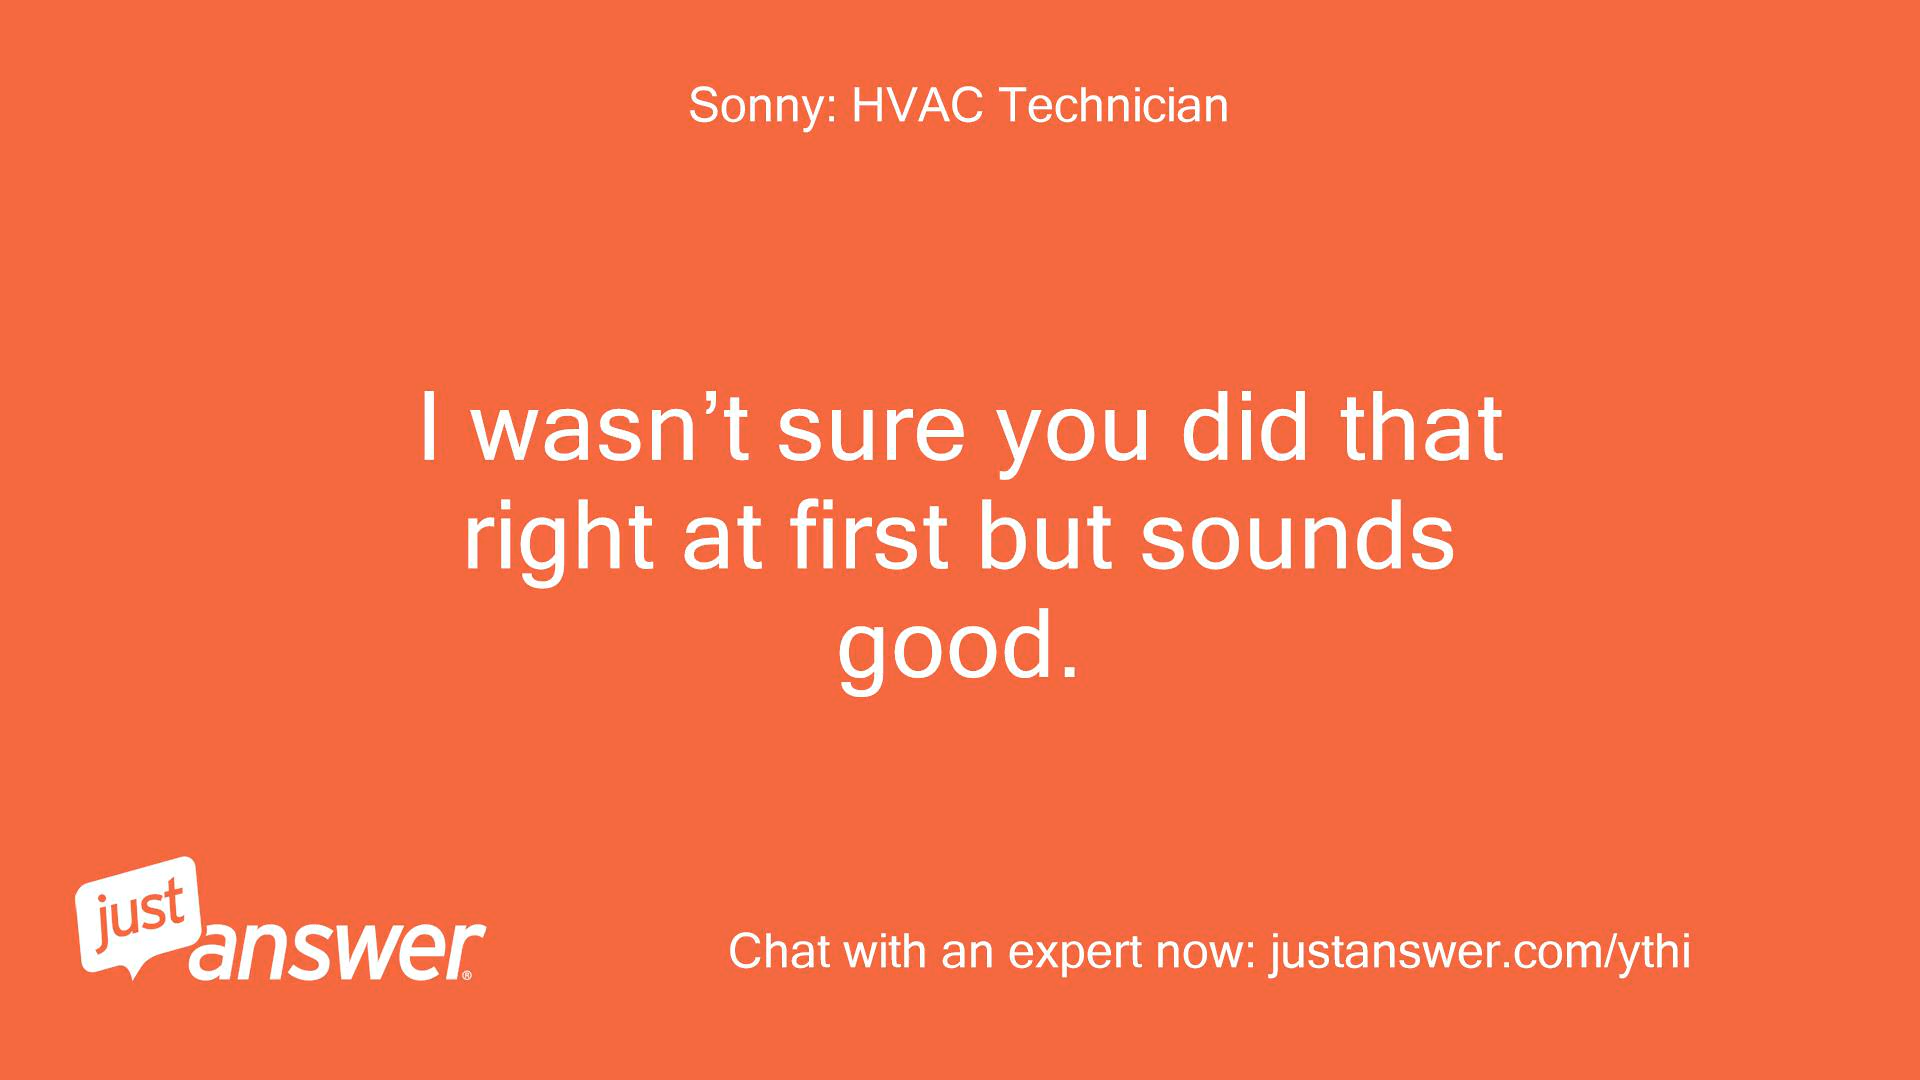 Sonny: HVAC Technician
I wasn’t sure you did that
right at first but sounds
good.
just
answer®
Chat with an expert now: justanswer.com/ythi